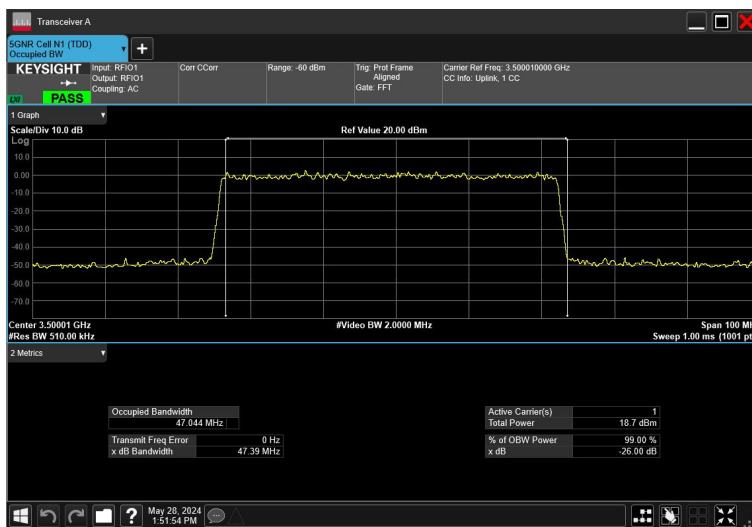 Transceiver A
5GNR Cell N1 (TDD)
Occupied BW
KEYSIGHT
Input: RFIO1
Output: RFIO1
Coupling: AC
Corr CCorr
Range: -60 dBm
Trig: Prot Frame
Aligned
Gate: FFT
Carrier Ref Freq: 3.500010000 GHz
CC Info: Uplink, 1 CC
LXI
PASS
1 Graph
Scale/Div 10.0 dB
Ref Value 20.00 dBm
Log
10.0
0.00
-10.0
-20.0
-30.0
-40.0
-50.0
-60.0
-70.0
Center 3.50001 GHz
#Video BW 2.0000 MHz
Span 100 M
#Res BW 510.00 kHz
Sweep 1.00 ms (1001 pt
2 Metrics
Occupied Bandwidth
47.044 MHz
Transmit Freq Error 0 Hz
x dB Bandwidth 47.39 MHz
Active Carrier(s) 1
Total Power 18.7 dBm
% of OBW Power 99.00 %
x dB -26.00 dB
?
May 28, 2024
1:51:54 PM